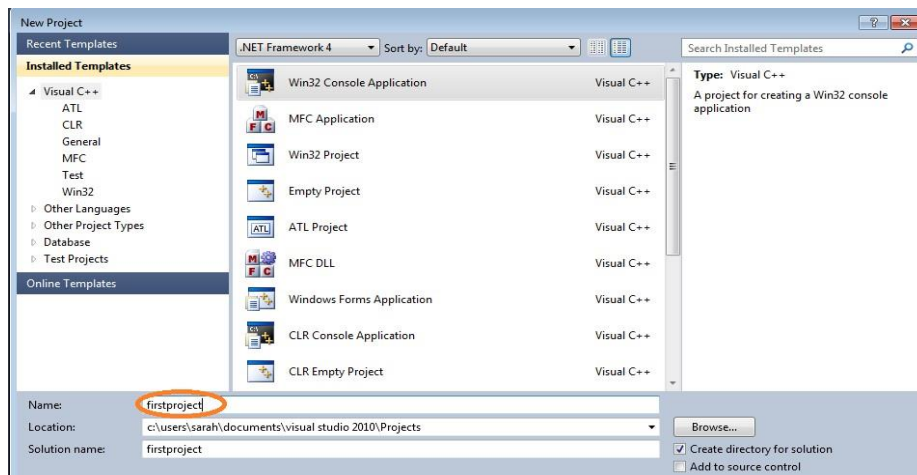 New Project
Recent Templates
Installed Templates
Visual C++
ATL
CLR
General
MFC
Test
Win32
Other Languages
Other Project Types
Database
Test Projects
Online Templates
.NET Framework 4 Sort by: Default
Win32 Console Application Visual C++
MFC Application Visual C++
Win32 Project Visual C++
Empty Project Visual C++
ATL Project Visual C++
MFC DLL Visual C++
Windows Forms Application Visual C++
CLR Console Application Visual C++
CLR Empty Project Visual C++
Search Installed Templates
Type: Visual C++
A project for creating a Win32 console
application
Name: firstproject
Location: c:\users\sarah\documents\visual studio 2010\Projects
Browse...
Solution name: firstproject
Create directory for solution
Add to source control